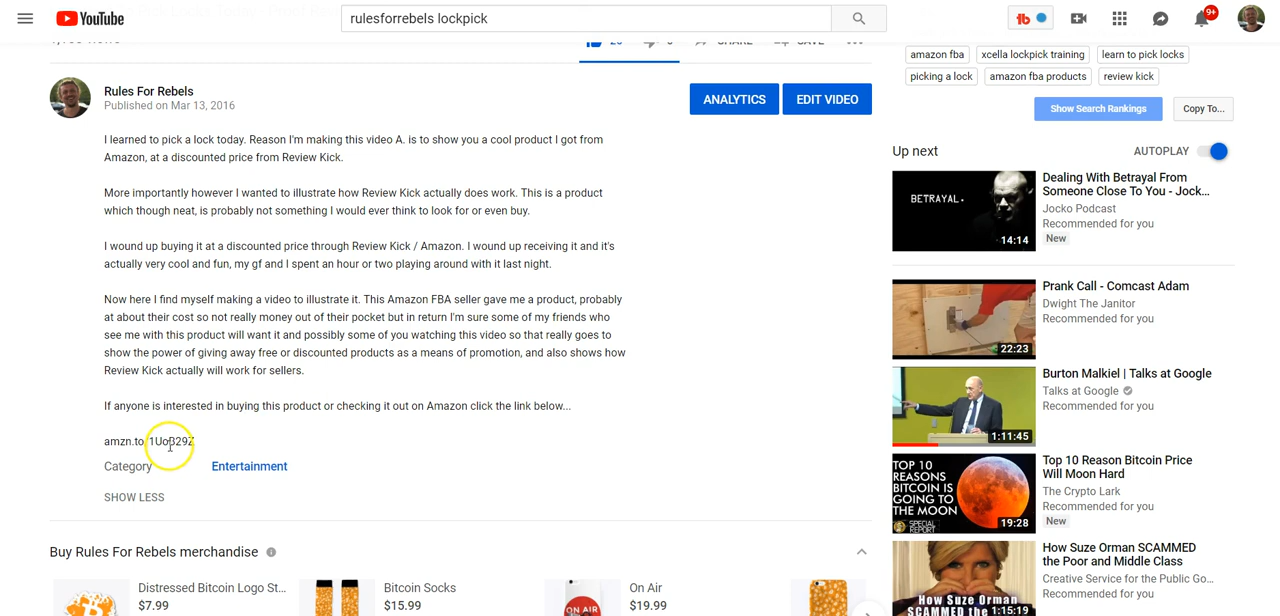 YouTube
rulesforrebels lockpick
9+
SHARE
SAVE
Rules For Rebels
Published on Mar 13, 2016
ANALYTICS
EDIT VIDEO
I learned to pick a lock today. Reason I'm making this video A. is to show you a cool product I got from
Amazon, at a discounted price from Review Kick.
More importantly however I wanted to illustrate how Review Kick actually does work. This is a product
which though neat, is probably not something I would ever think to look for or even buy.
I wound up buying it at a discounted price through Review Kick / Amazon. I wound up receiving it and it's
actually very cool and fun, my gf and I spent an hour or two playing around with it last night.
Now here I find myself making a video to illustrate it. This Amazon FBA seller gave me a product, probably
at about their cost so not really money out of their pocket but in return I'm sure some of my friends who
see me with this product will want it and possibly some of you watching this video so that really goes to
show the power of giving away free or discounted products as a means of promotion, and also shows how
Review Kick actually will work for sellers.
If anyone is interested in buying this product or checking it out on Amazon click the link below...
Category
Entertainment
SHOW LESS
Buy Rules For Rebels merchandise
Distressed Bitcoin Logo St...
$7.99
Bitcoin Socks
$15.99
ON AIR
On Air
$19.99
amazon fba
xcella lockpick training
learn to pick locks
picking a lock
amazon fba products
review kick
Show Search Rankings
Copy To...
Up next
AUTOPLAY
BETRAYAL.
14:14
Dealing With Betrayal From
Someone Close To You - Jock...
Jocko Podcast
Recommended for you
New
22:23
Prank Call - Comcast Adam
Dwight The Janitor
Recommended for you
1:11:45
Burton Malkiel | Talks at Google
Talks at Google
Recommended for you
TOP 10
REASONS
BITCOIN IS
GOING TO
THE MOON
SPECIAL
REPORT
19:28
Top 10 Reason Bitcoin Price
Will Moon Hard
The Crypto Lark
Recommended for you
New
How Suze Orman
SCAMMED the
1:15:19
How Suze Orman SCAMMED the
Poor and Middle Class
Creative Service for the Public Go...
Recommended for you